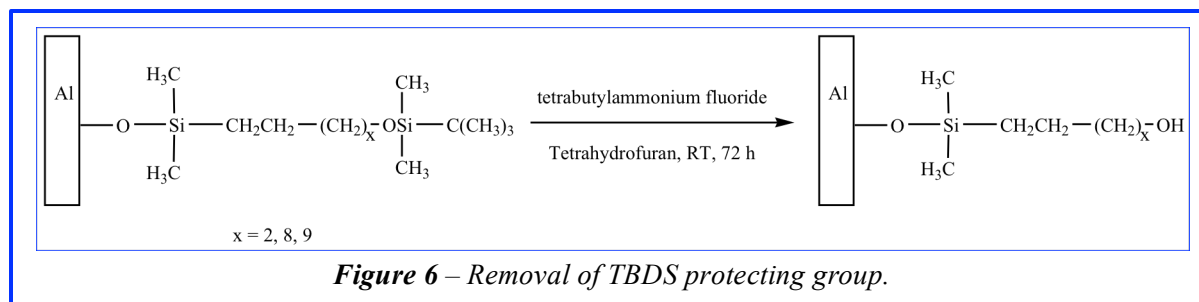 H₃C CH₃ H₃C
Al tetrabutylammonium fluoride Al
O—Si—CH₂CH₂—(CH₂)ₓ—OSi—C(CH₃)₃ O—Si—CH₂CH₂—(CH₂)ₓ—OH
Tetrahydrofuran, RT, 72 h
H₃C CH₃ H₃C
x = 2, 8, 9
Figure 6 – Removal of TBDS protecting group.